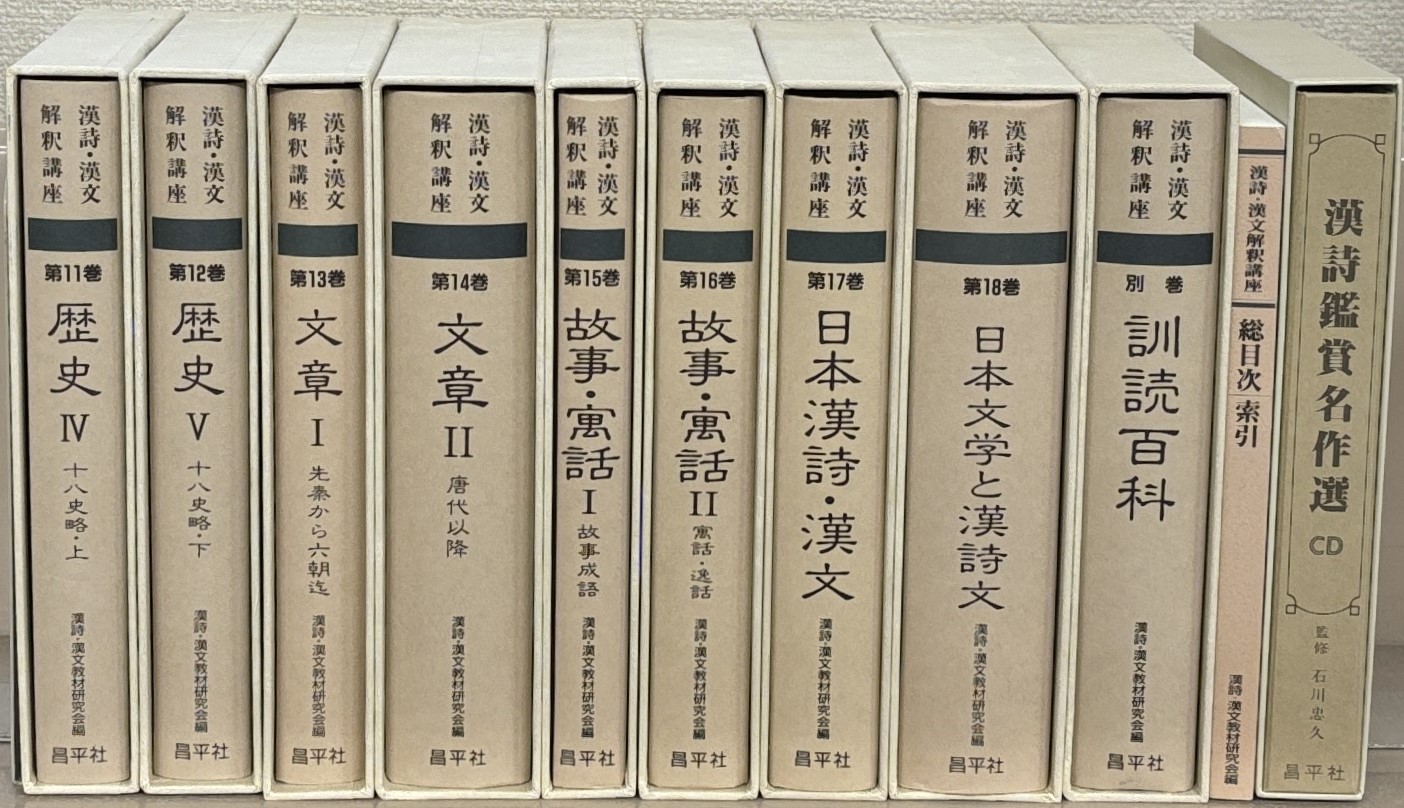 漢詩・漢文
解釈講座
第11巻
歴史
Ⅳ
十八史略・上
漢詩・漢文教材研究会編
昌平社
漢詩・漢文
解釈講座
第12巻
歴史
Ⅴ
十八史略・下
漢詩・漢文教材研究会編
昌平社
漢詩・漢文
解釈講座
第13巻
文章
Ⅰ
先秦から六朝迄
漢詩・漢文教材研究会編
昌平社
漢詩・漢文
解釈講座
第14巻
文章
Ⅱ
唐代以降
漢詩・漢文教材研究会編
昌平社
漢詩・漢文
解釈講座
第15巻
故事・寓話
Ⅰ
故事成語
漢詩・漢文教材研究会編
昌平社
漢詩・漢文
解釈講座
第16巻
故事・寓話
Ⅱ
寓話・逸話
漢詩・漢文教材研究会編
昌平社
漢詩・漢文
解釈講座
第17巻
日本漢詩・漢文
漢詩・漢文教材研究会編
昌平社
漢詩・漢文
解釈講座
第18巻
日本文学と漢詩文
漢詩・漢文教材研究会編
昌平社
漢詩・漢文
解釈講座
別巻
訓読百科
漢詩・漢文教材研究会編
昌平社
漢詩・漢文解釈講座
総目次 索引
漢詩・漢文教材研究会編
漢詩鑑賞名作選
CD
監修 石川忠久
昌平社